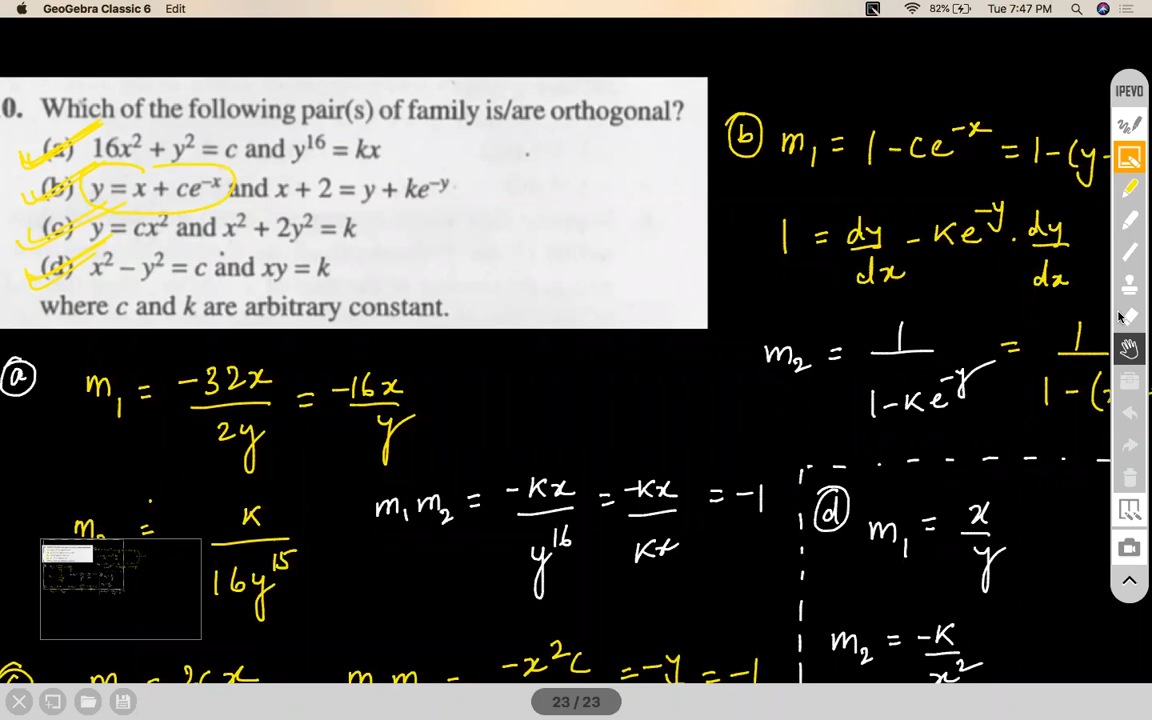 GeoGebra Classic 6 Edit 82% Tue 7:47 PM
0. Which of the following pair(s) of family is/are orthogonal?
(a) 16x² + y² = c and y¹⁶ = kx
(b) y = x + ce⁻ˣ and x + 2 = y + ke⁻ʸ
(c) y = cx² and x² + 2y² = k
(d) x² − y² = c and xy = k
where c and k are arbitrary constant.
IPEVO
(b) m₁ = 1 - ce⁻ˣ = 1 - (y -
1 = dy/dx - Ke⁻ʸ · dy/dx
m₂ = 1/(1 - Ke⁻ʸ) = 1/(1 - (
(a) m₁ = -32x/2y = -16x/y
m₂ = K/16y¹⁵
m₁m₂ = -Kx/y¹⁶ = -Kx/Kx = -1
(d) m₁ = x/y
m₂ = -K/x²
-x²c = -y = -1
23 / 23